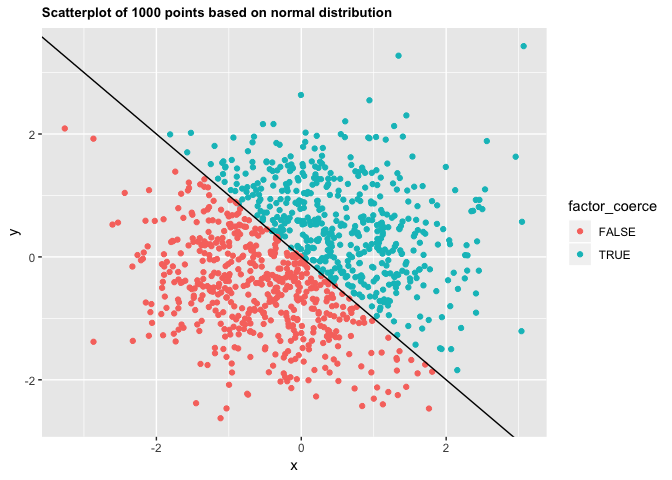 Scatterplot of 1000 points based on normal distribution
y
2
0
-2
-2
0
2
x
factor_coerce
FALSE
TRUE